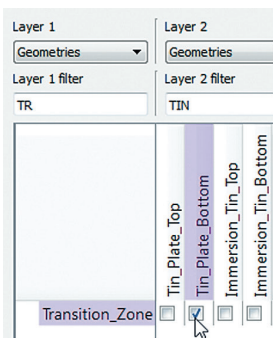 Layer 1 Layer 2
Geometries Geometries
Layer 1 filter Layer 2 filter
TR TIN
Tin_Plate_Top
Tin_Plate_Bottom
Immersion_Tin_Top
Immersion_Tin_Bottom
Transition_Zone